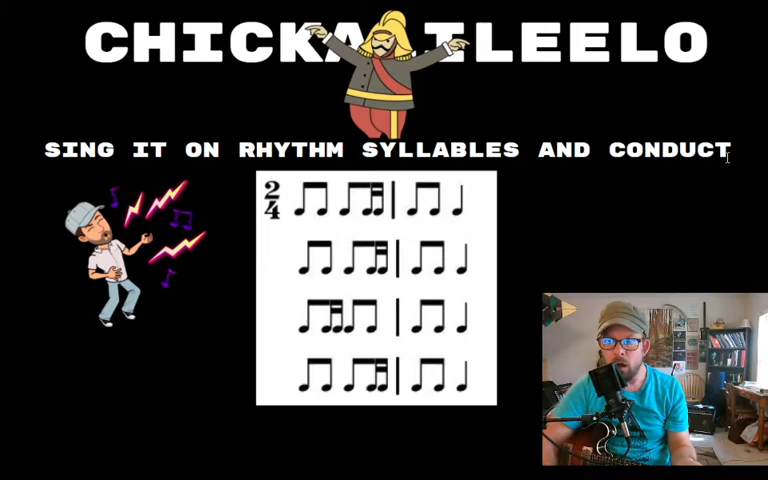 CHICKA ILEELO
SING IT ON RHYTHM SYLLABLES AND CONDUCT
2
4